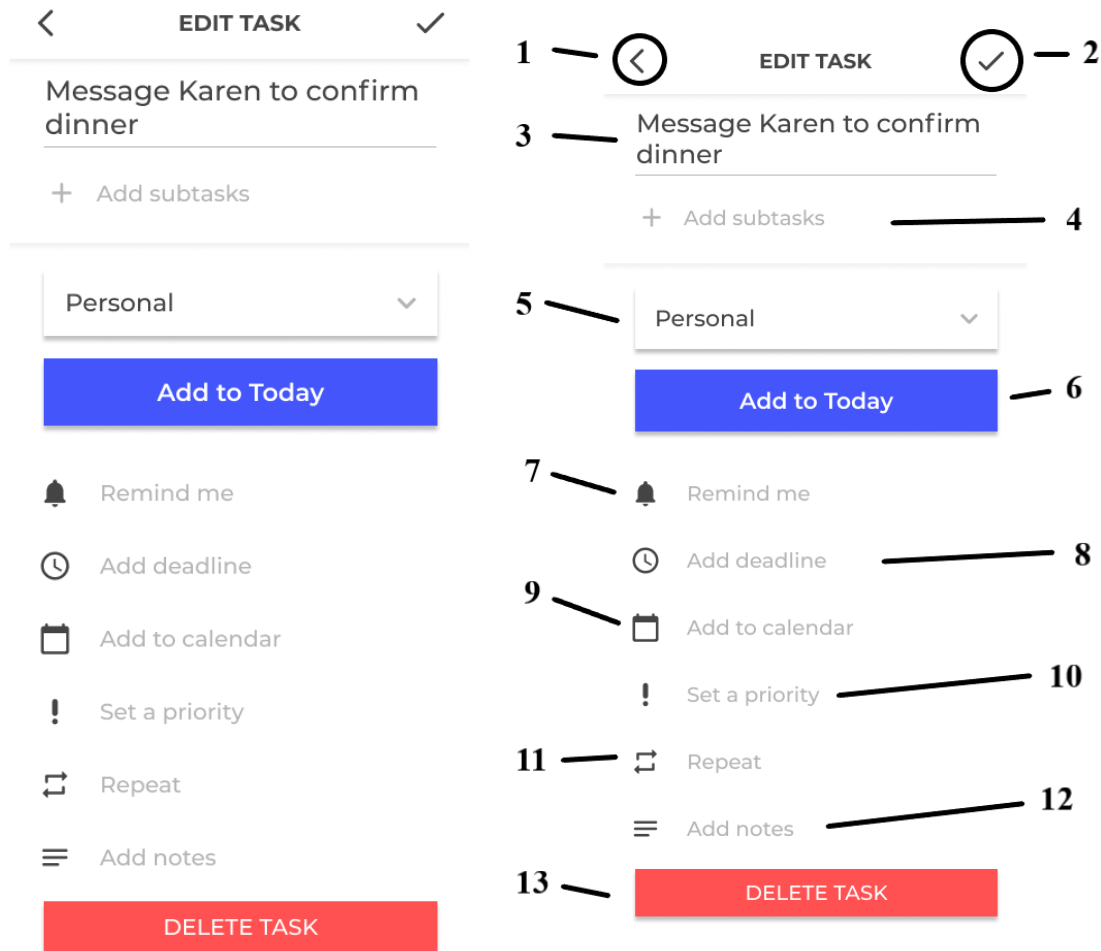 EDIT TASK
Message Karen to confirm
dinner
+ Add subtasks
Personal
Add to Today
Remind me
Add deadline
Add to calendar
Set a priority
Repeat
Add notes
DELETE TASK
1
EDIT TASK
2
3
Message Karen to confirm
dinner
+ Add subtasks
4
5
Personal
Add to Today
6
7
Remind me
Add deadline
8
9
Add to calendar
Set a priority
10
11
Repeat
Add notes
12
13
DELETE TASK